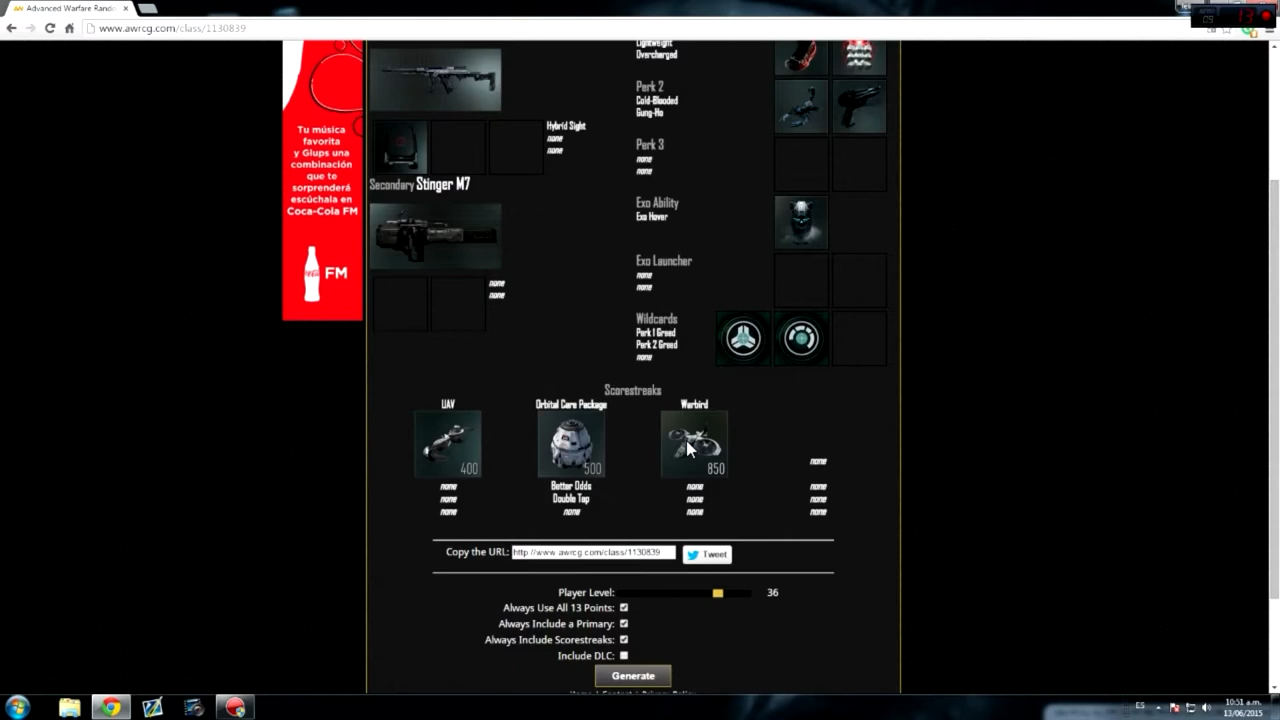 Advanced Warfare Rando
www.awrcg.com/class/1130839
Lightweight
Overcharged
Perk 2
Cold-Blooded
Gung-Ho
Hybrid Sight
none
none
Perk 3
none
none
Secondary Stinger M7
Exo Ability
Exo Hover
Exo Launcher
none
none
none
none
Wildcards
Perk 1 Greed
Perk 2 Greed
none
Tu música
favorita
y Glups una
combinación
que te
sorprenderá
escúchala en
Coca-Cola FM
FM
Scorestreaks
UAV
Orbital Care Package
Warbird
400
500
850
none
none
Better Odds
none
none
none
Double Tap
none
none
none
none
none
none
Copy the URL: http://www.awrcg.com/class/1130839
Tweet
Player Level: 36
Always Use All 13 Points:
Always Include a Primary:
Always Include Scorestreaks:
Include DLC:
Generate
Home | Contact | Privacy Policy
ES
10:51 a.m.
13/06/2015